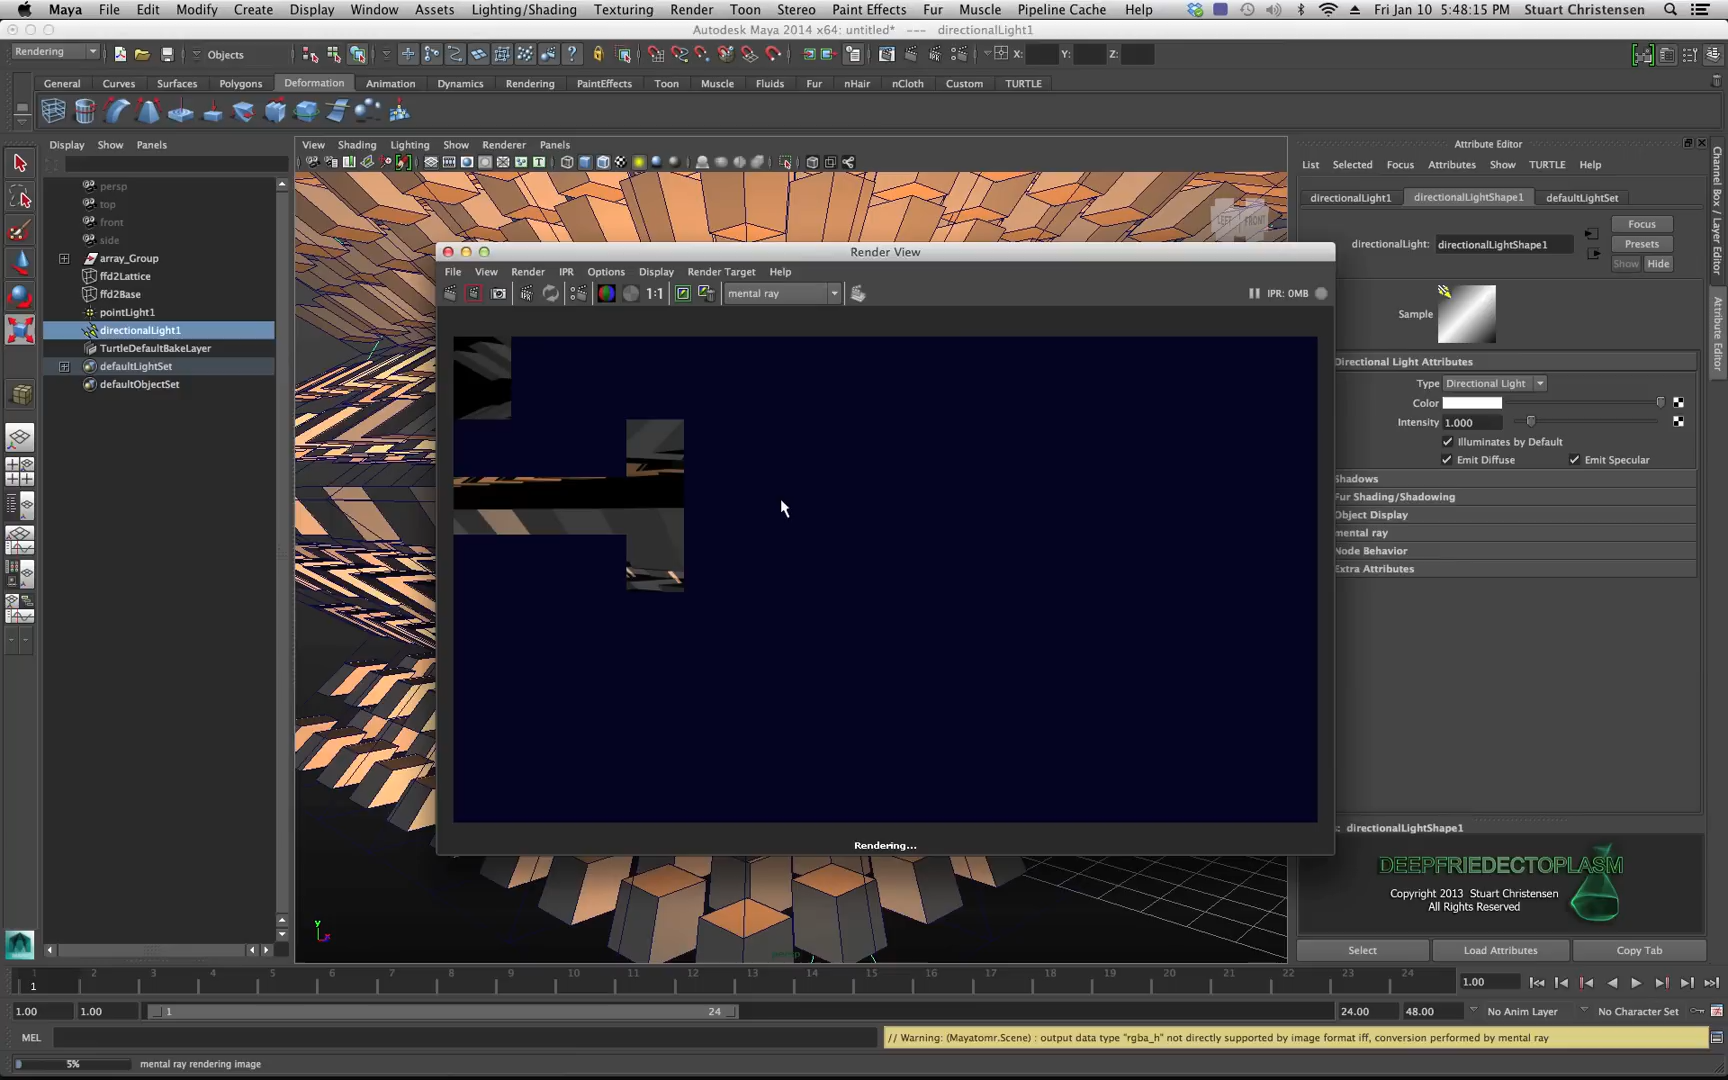 Maya File Edit Modify Create Display Window Assets Lighting/Shading Texturing Render Toon Stereo Paint Effects Fur Muscle Pipeline Cache Help Fri Jan 10 5:48:15 PM Stuart Christensen
Autodesk Maya 2014 x64: untitled* --- directionalLight1
Rendering Objects X: Y: Z:
General Curves Surfaces Polygons Deformation Animation Dynamics Rendering PaintEffects Toon Muscle Fluids Fur nHair nCloth Custom TURTLE
Display Show Panels
View Shading Lighting Show Renderer Panels
Attribute Editor
List Selected Focus Attributes Show TURTLE Help
persp
top
front
side
array_Group
ffd2Lattice
ffd2Base
pointLight1
directionalLight1
TurtleDefaultBakeLayer
defaultLightSet
defaultObjectSet
LEFT FRONT
Render View
File View Render IPR Options Display Render Target Help
1:1 mental ray IPR: 0MB
Rendering...
persp
directionalLight1 directionalLightShape1 defaultLightSet
directionalLight: directionalLightShape1
Focus
Presets
Show Hide
Sample
Directional Light Attributes
Type Directional Light
Color
Intensity 1.000
Illuminates by Default
Emit Diffuse Emit Specular
Shadows
Fur Shading/Shadowing
Object Display
mental ray
Node Behavior
Extra Attributes
: directionalLightShape1
DEEPFRIEDECTOPLASM
Copyright 2013 Stuart Christensen
All Rights Reserved
Select Load Attributes Copy Tab
Channel Box / Layer Editor
Attribute Editor
y
1 2 3 4 5 6 7 8 9 10 11 12 13 14 15 16 17 18 19 20 21 22 23 24
1 1.00
1.00 1.00 1 24 24.00 48.00 No Anim Layer No Character Set
MEL // Warning: (Mayatomr.Scene) : output data type "rgba_h" not directly supported by image format iff, conversion performed by mental ray
5% mental ray rendering image